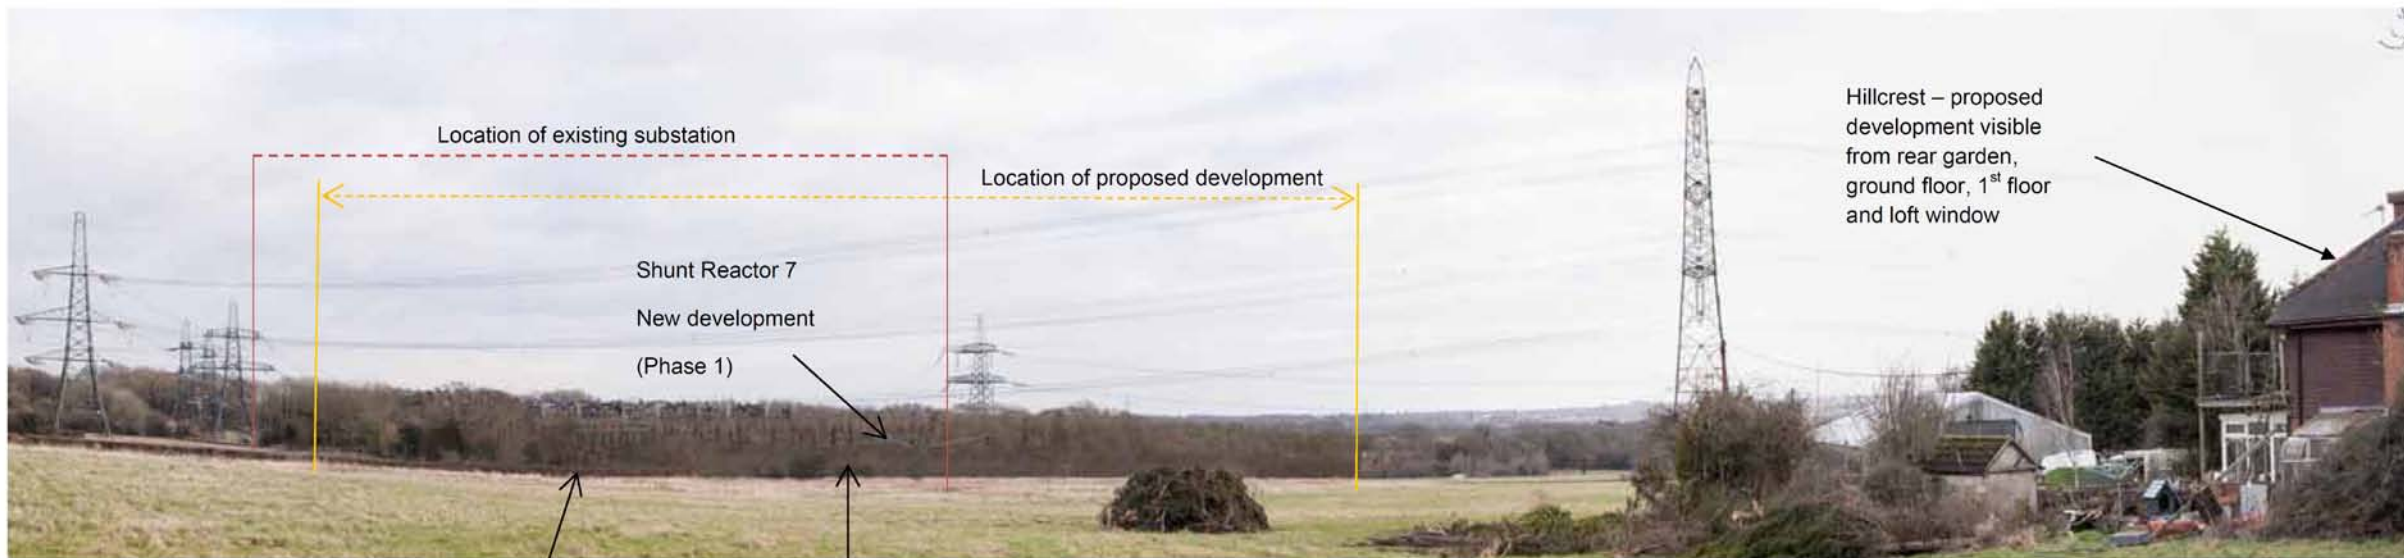 Location of existing substation
Location of proposed development
Shunt Reactor 7
New development
(Phase 1)
Hillcrest – proposed
development visible
from rear garden,
ground floor, 1st floor
and loft window